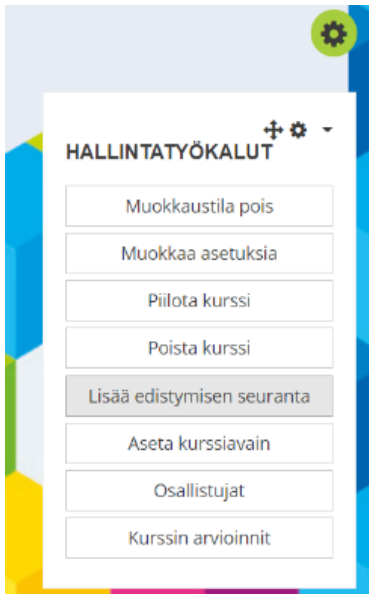 HALLINTATYÖKALUT
Muokkaustila pois
Muokkaa asetuksia
Piilota kurssi
Poista kurssi
Lisää edistymisen seuranta
Aseta kurssiavain
Osallistujat
Kurssin arvioinnit